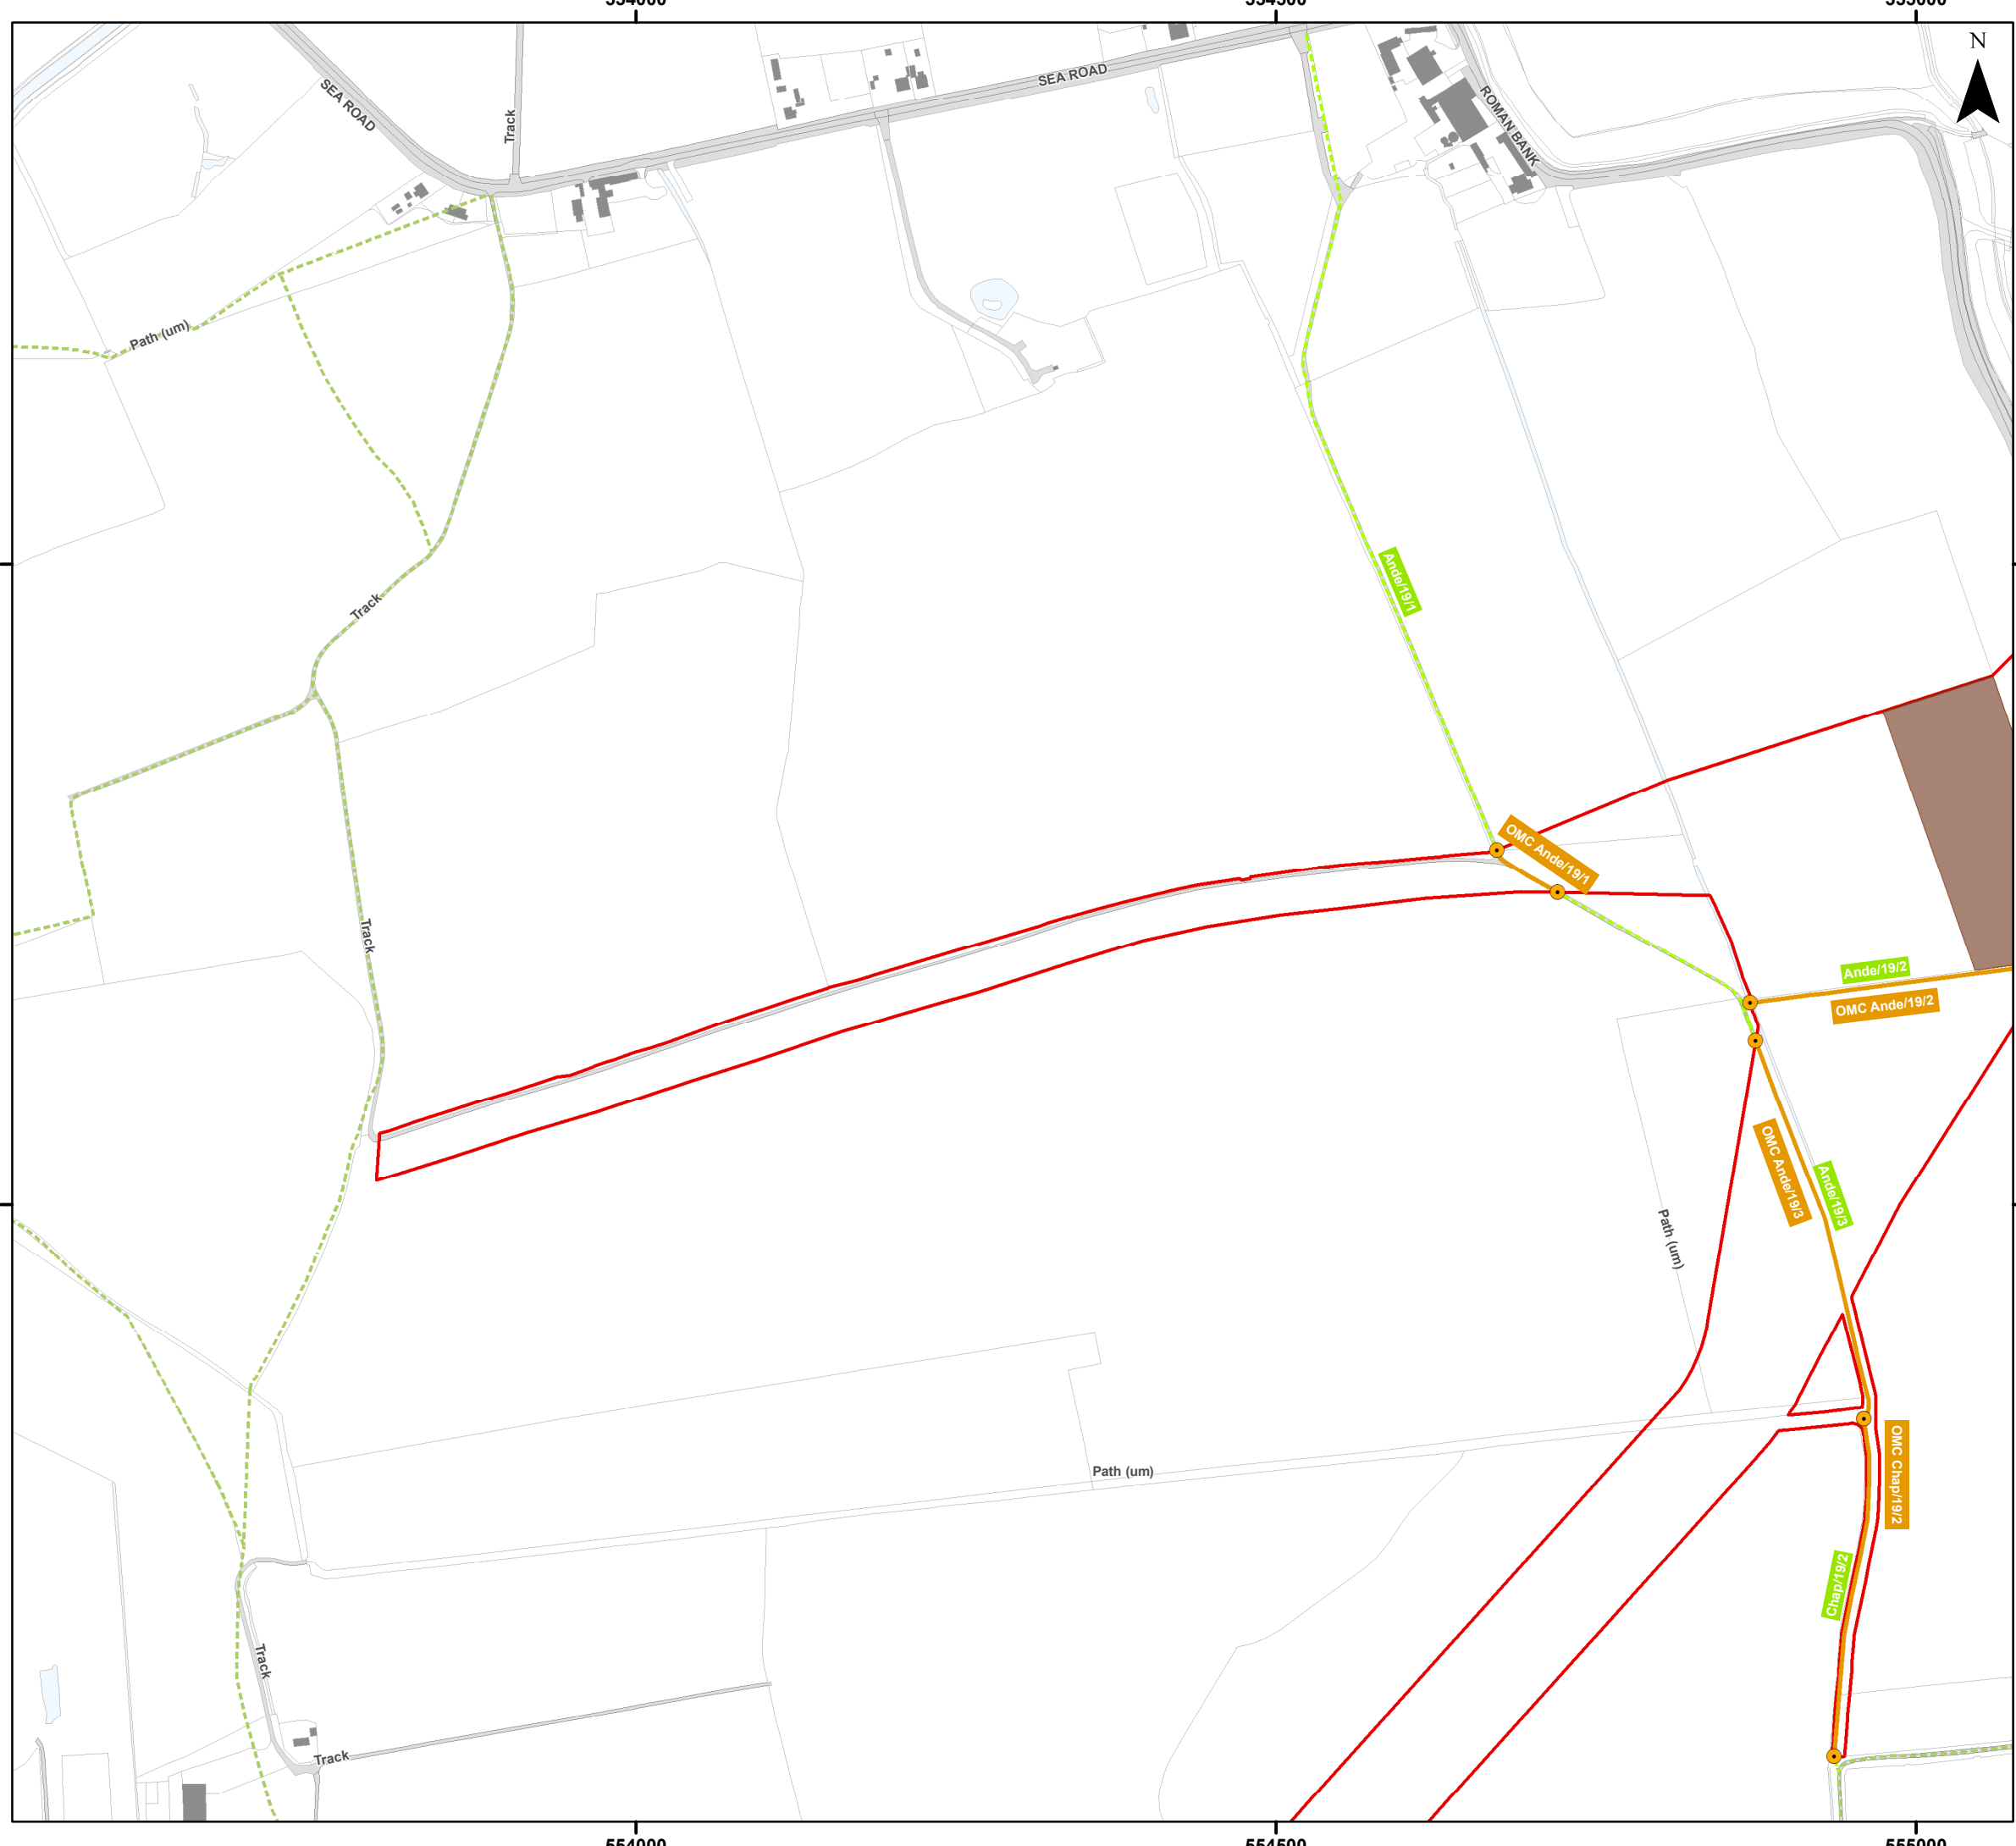 554000
554500
555000
N
SEA ROAD
SEA ROAD
Track
ROMAN BANK
Path (um)
Ande/19/1
Track
OMC Ande/19/1
Track
Ande/19/2
OMC Ande/19/2
OMC Ande/19/3
Ande/19/3
Path (um)
Path (um)
OMC Chap/19/2
Chap/19/2
Track
Track
554000
554500
555000